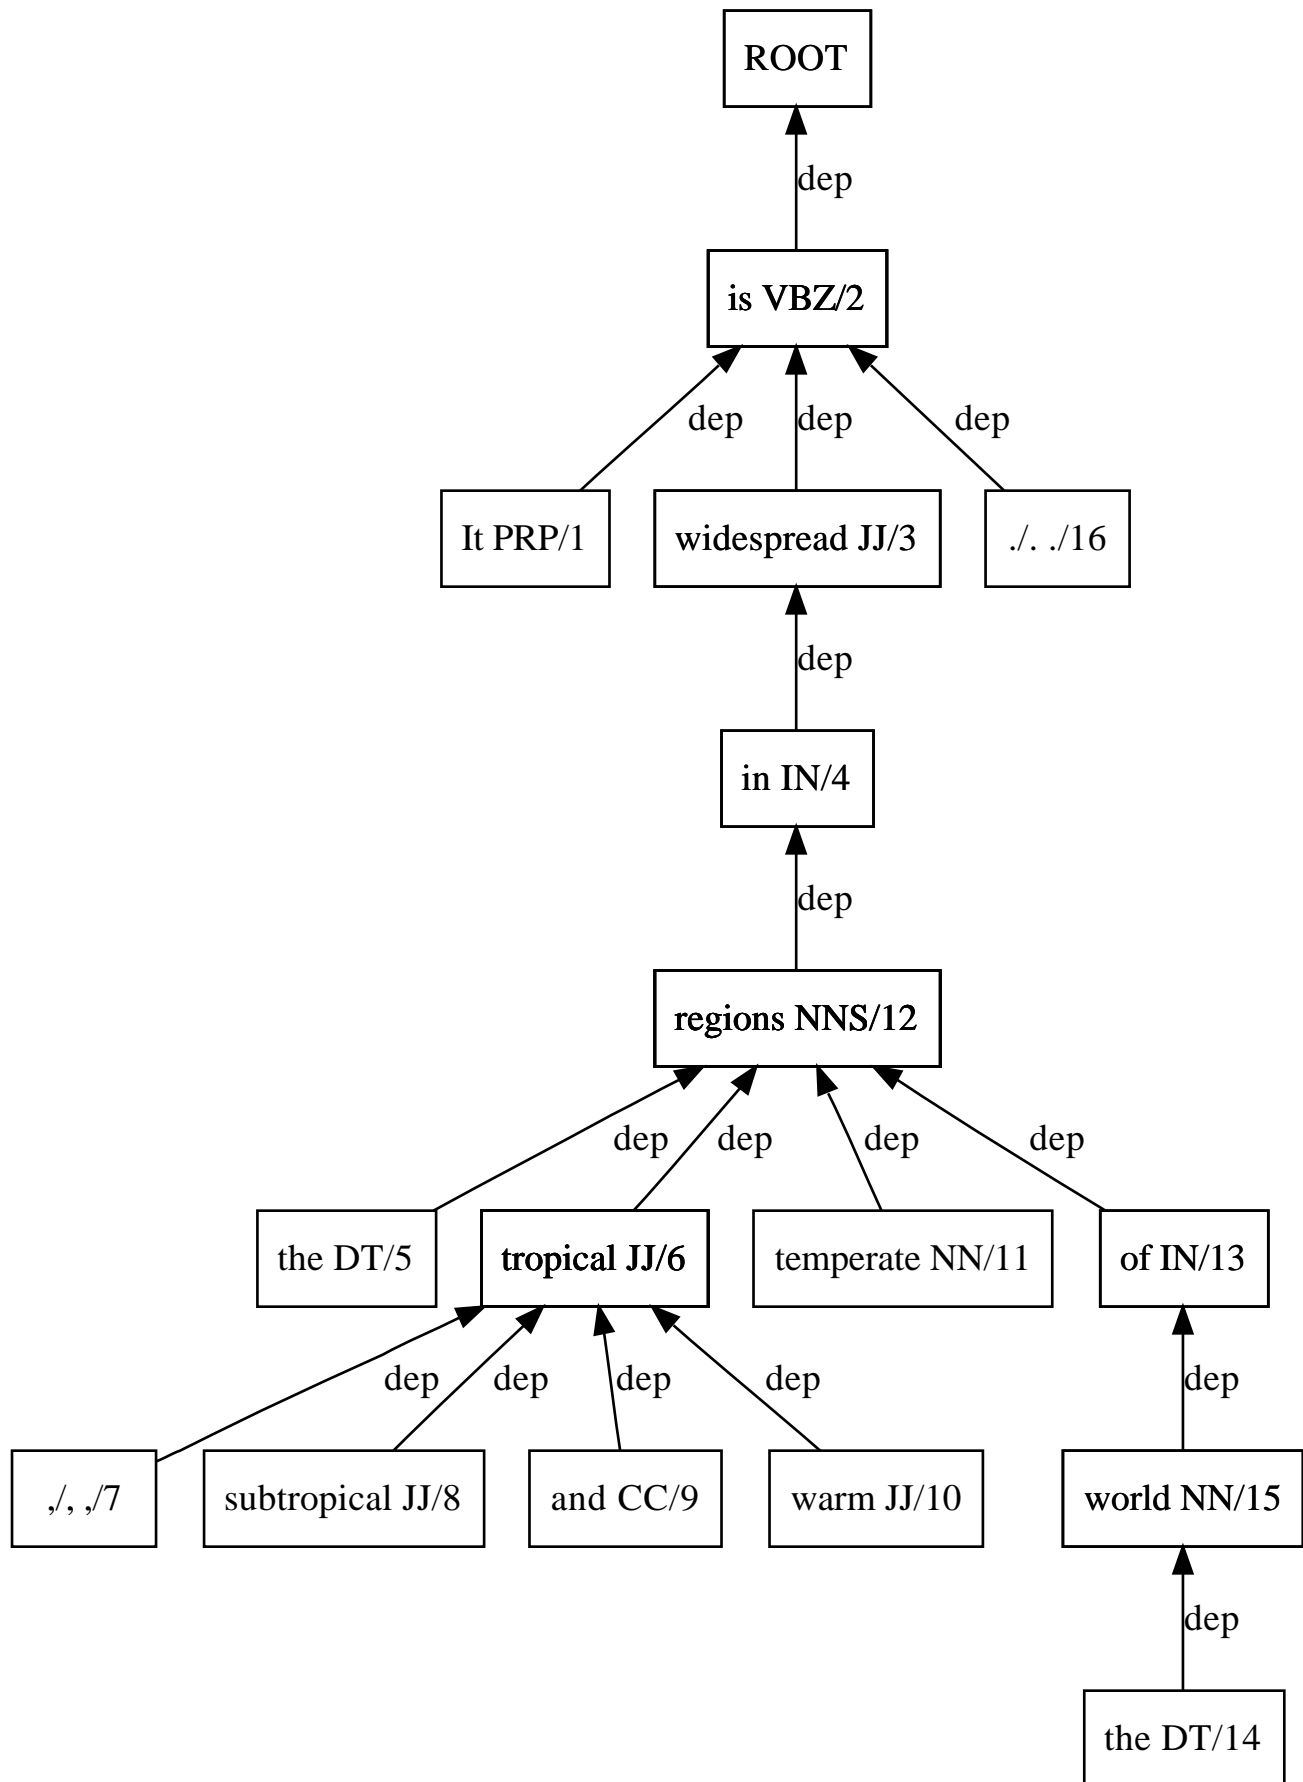 ROOT
dep
is VBZ/2
dep dep dep
It PRP/1 widespread JJ/3 ./. ./16
dep
in IN/4
dep
regions NNS/12
dep dep dep dep
the DT/5 tropical JJ/6 temperate NN/11 of IN/13
dep dep dep dep dep
,/, ,/7 subtropical JJ/8 and CC/9 warm JJ/10 world NN/15
dep
the DT/14